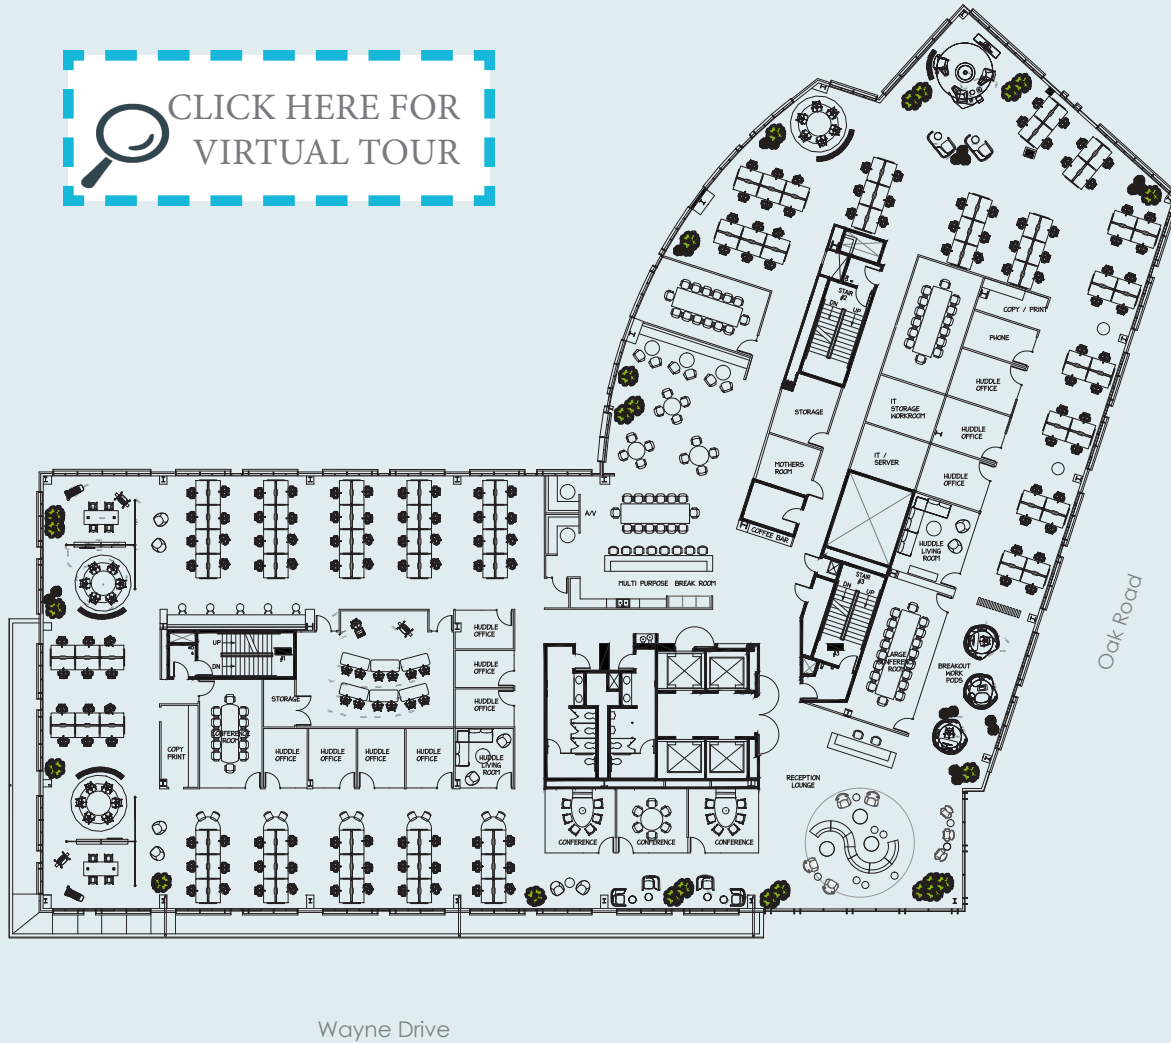 CLICK HERE FOR
VIRTUAL TOUR
STAIR
#2
DN
UP
COPY / PRINT
PHONE
HUDDLE
OFFICE
STORAGE
IT
STORAGE
WORKROOM
HUDDLE
OFFICE
IT /
SERVER
MOTHERS
ROOM
HUDDLE
OFFICE
A/V
COFFEE BAR
HUDDLE
LIVING
ROOM
MULTI PURPOSE BREAK ROOM
STAIR
#3
DN
UP
Oak Road
HUDDLE
OFFICE
UP
DN
#1
HUDDLE
OFFICE
LARGE
CONFERENCE
ROOM
BREAKOUT
WORK
PODS
STORAGE
HUDDLE
OFFICE
CONFERENCE
ROOM
COPY
PRINT
HUDDLE
OFFICE
HUDDLE
OFFICE
HUDDLE
OFFICE
HUDDLE
OFFICE
HUDDLE
LIVING
ROOM
RECEPTION
LOUNGE
CONFERENCE
CONFERENCE
CONFERENCE
Wayne Drive